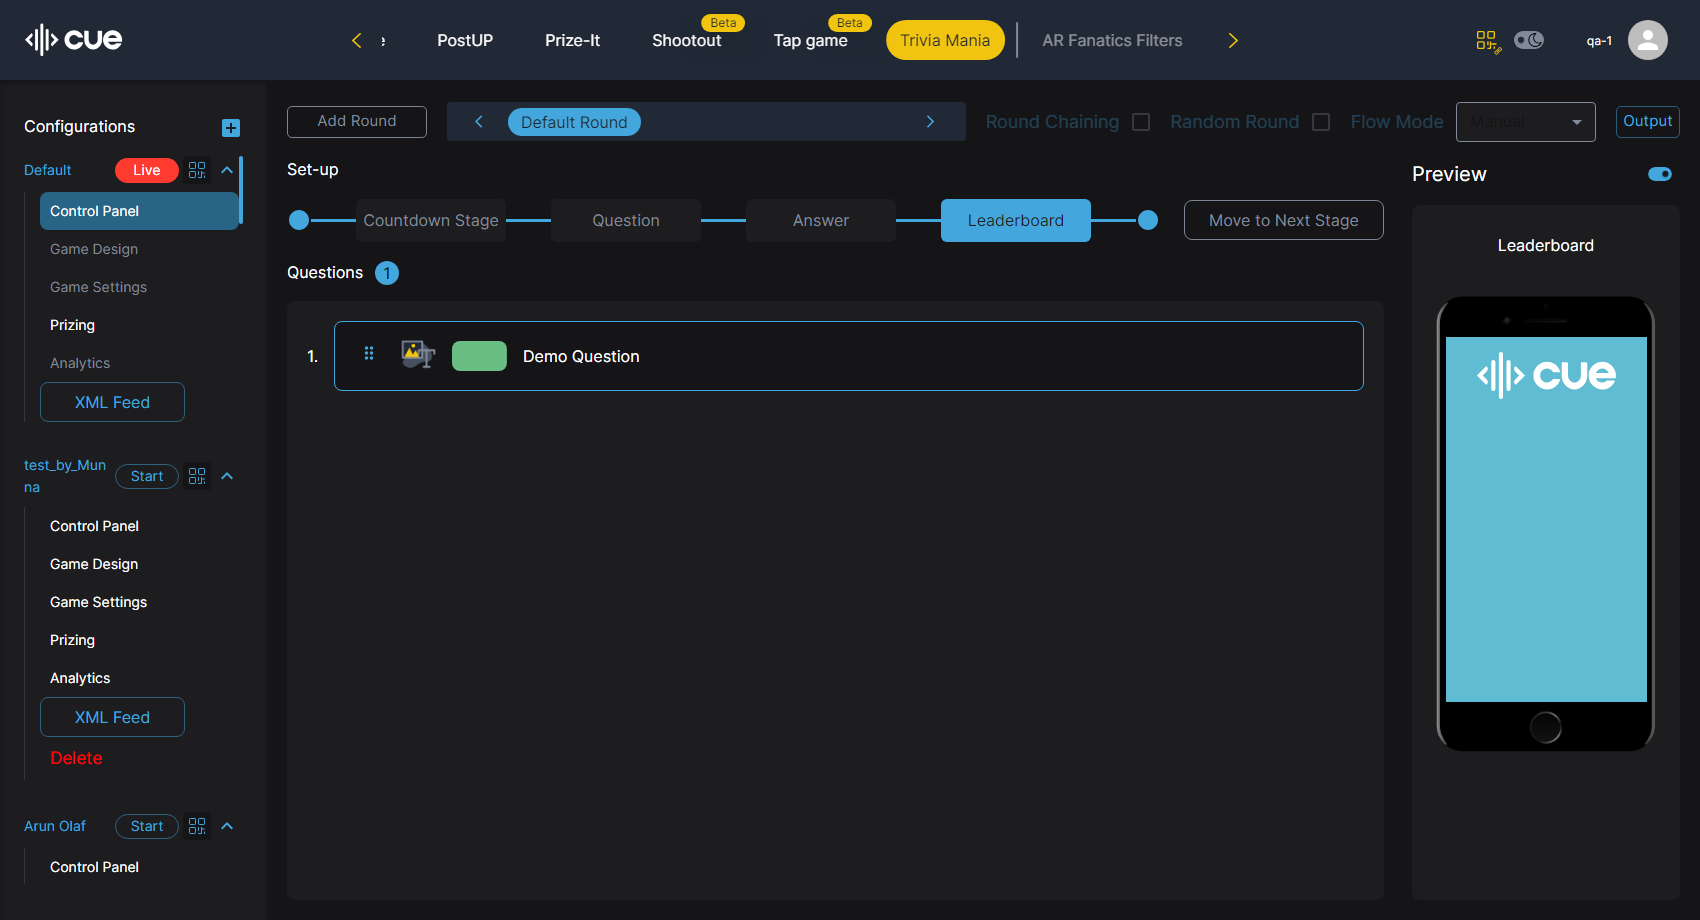 cue
PostUP
Prize-It
Beta
Shootout
Beta
Tap game
Trivia Mania
AR Fanatics Filters
qa-1
Configurations
Add Round
Default Round
Round Chaining
Random Round
Flow Mode
Manual
Output
Default
Live
Control Panel
Game Design
Game Settings
Prizing
Analytics
XML Feed
test_by_Mun
na
Start
Control Panel
Game Design
Game Settings
Prizing
Analytics
XML Feed
Delete
Arun Olaf
Start
Control Panel
Set-up
Countdown Stage
Question
Answer
Leaderboard
Move to Next Stage
Questions 1
1. Demo Question
Preview
Leaderboard
cue